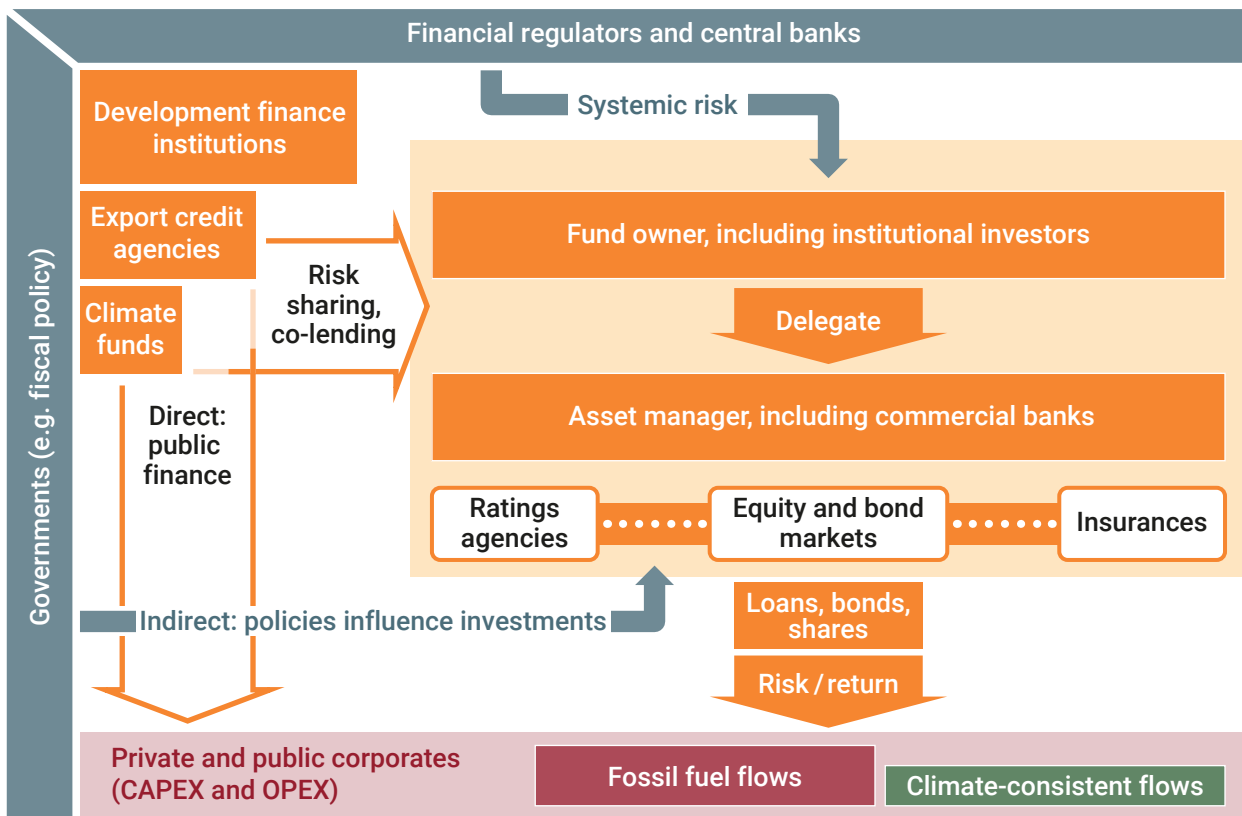 Financial regulators and central banks
Governments (e.g. fiscal policy)
Development finance
institutions
Systemic risk
Export credit
agencies
Climate
funds
Risk
sharing,
co-lending
Fund owner, including institutional investors
Delegate
Asset manager, including commercial banks
Direct:
public
finance
Ratings
agencies
Equity and bond
markets
Insurances
Indirect: policies influence investments
Loans, bonds,
shares
Risk / return
Private and public corporates
(CAPEX and OPEX)
Fossil fuel flows
Climate-consistent flows